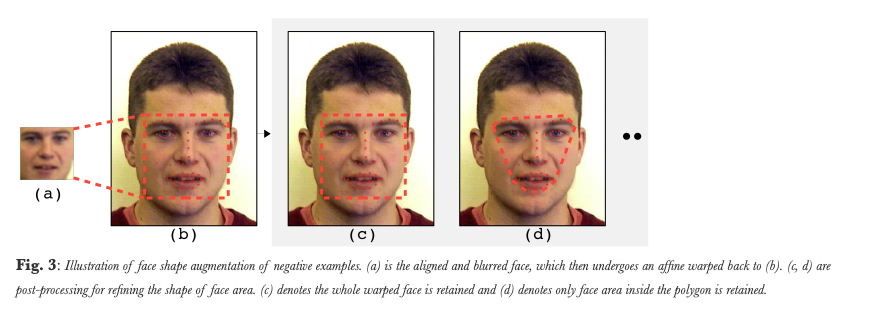 (a)
(b)
(c)
(d)
Fig. 3: Illustration of face shape augmentation of negative examples. (a) is the aligned and blurred face, which then undergoes an affine warped back to (b). (c, d) are
post-processing for refining the shape of face area. (c) denotes the whole warped face is retained and (d) denotes only face area inside the polygon is retained.